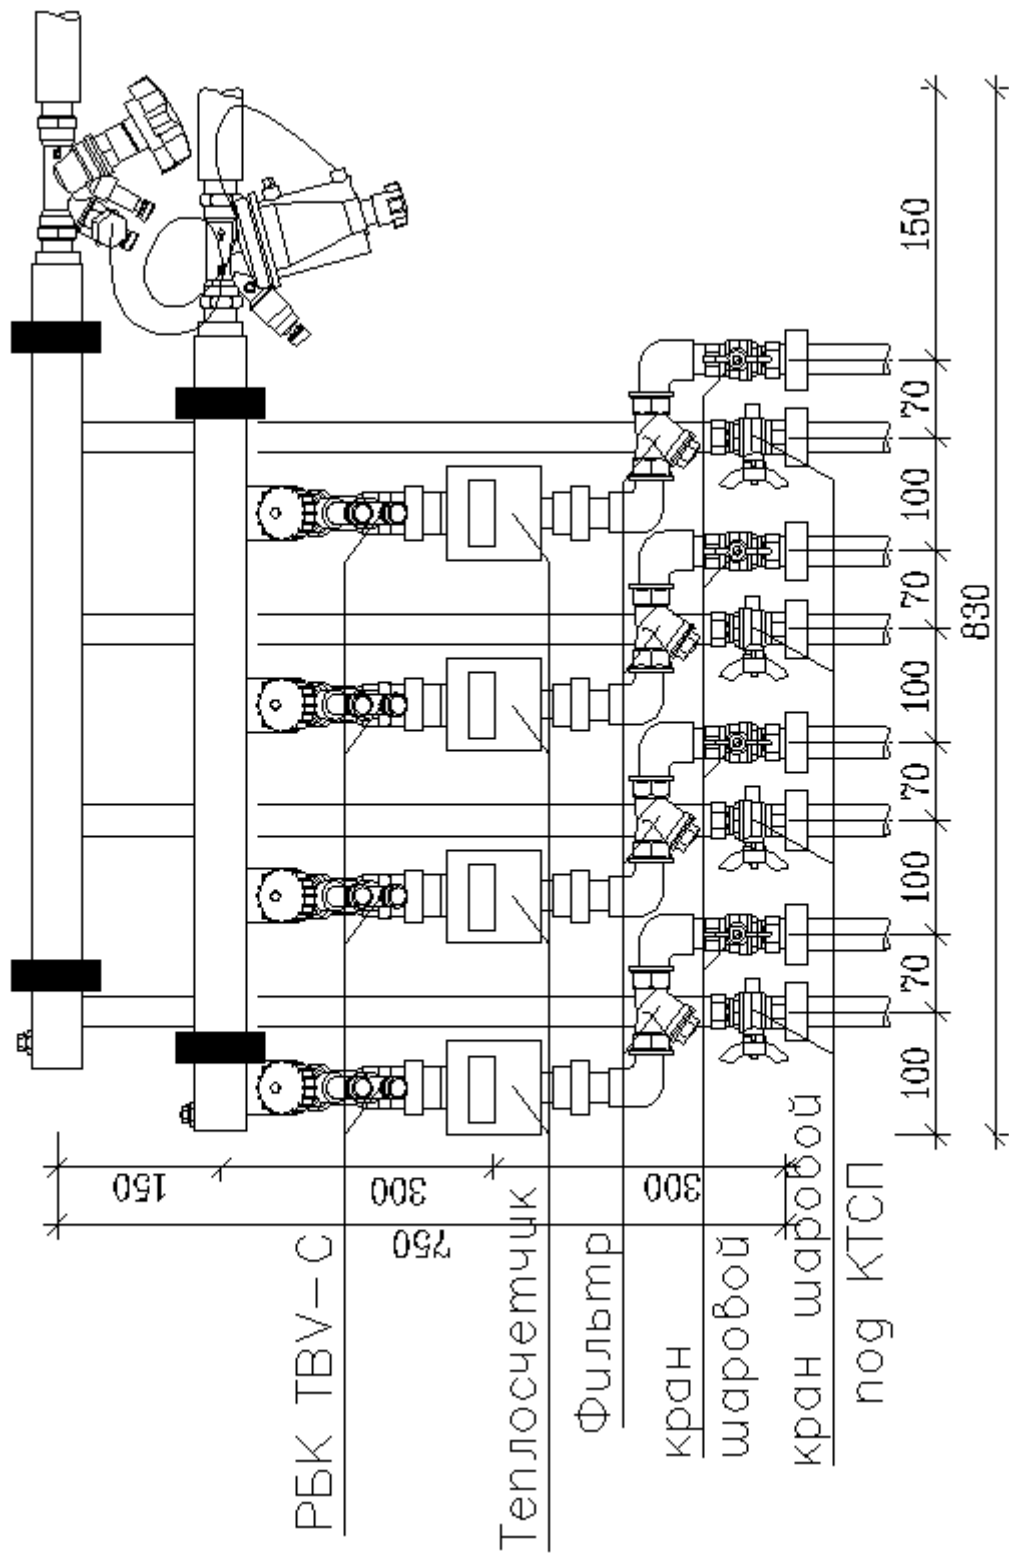 РБК TBV-C
Теплосчетчик
Фильтр
кран
шаровой
кран шаровой
под КТСП
150
300
300
750
100
70
100
70
100
70
100
70
150
830